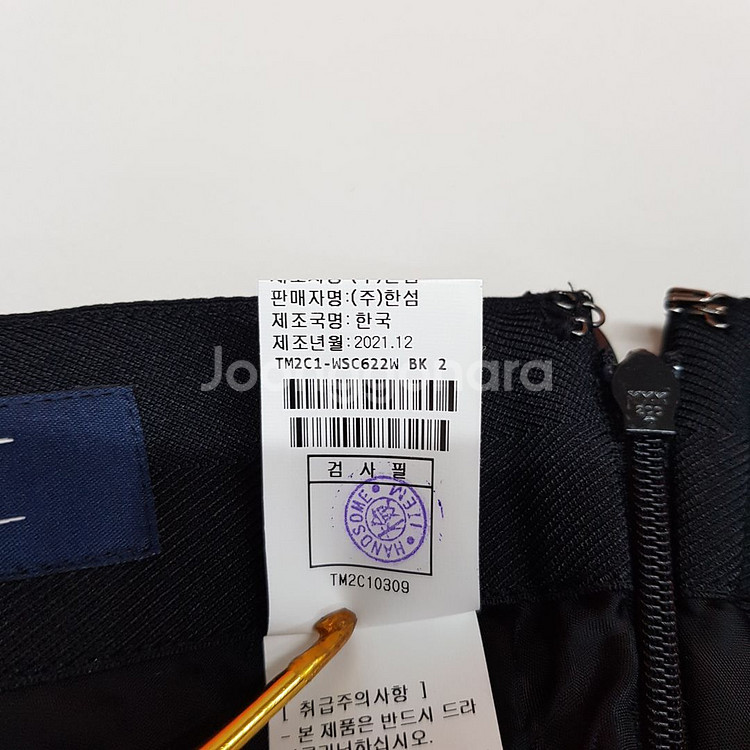 판매자명:(주)한섬
제조국명: 한국
제조년월: 2021.12
TM2C1-WSC622W BK 2
Joonggonara
검 사 필
HANDSOME ITEM
TM2C10309
[ 취급주의사항 ]
- 본 제품은 반드시 드라